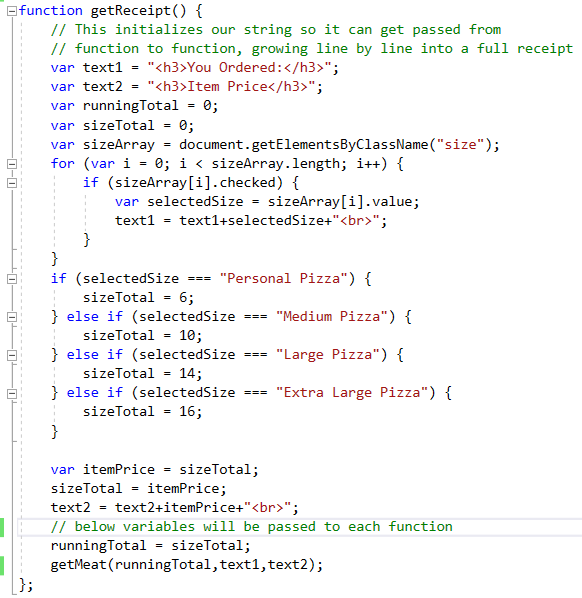 function getReceipt() {
    // This initializes our string so it can get passed from
    // function to function, growing line by line into a full receipt
    var text1 = "<h3>You Ordered:</h3>";
    var text2 = "<h3>Item Price</h3>";
    var runningTotal = 0;
    var sizeTotal = 0;
    var sizeArray = document.getElementsByClassName("size");
    for (var i = 0; i < sizeArray.length; i++) {
        if (sizeArray[i].checked) {
            var selectedSize = sizeArray[i].value;
            text1 = text1+selectedSize+"<br>";
        }
    }
    if (selectedSize === "Personal Pizza") {
        sizeTotal = 6;
    } else if (selectedSize === "Medium Pizza") {
        sizeTotal = 10;
    } else if (selectedSize === "Large Pizza") {
        sizeTotal = 14;
    } else if (selectedSize === "Extra Large Pizza") {
        sizeTotal = 16;
    }

    var itemPrice = sizeTotal;
    sizeTotal = itemPrice;
    text2 = text2+itemPrice+"<br>";
    // below variables will be passed to each function
    runningTotal = sizeTotal;
    getMeat(runningTotal,text1,text2);
};